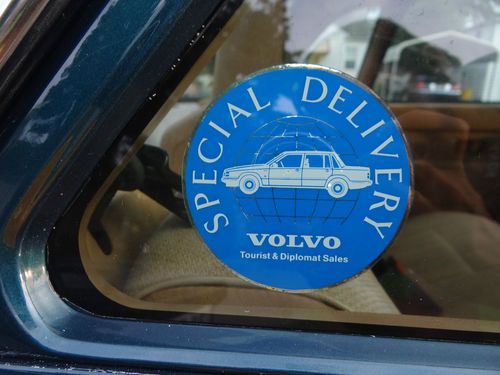 SPECIAL DELIVERY
VOLVO
Tourist & Diplomat Sales